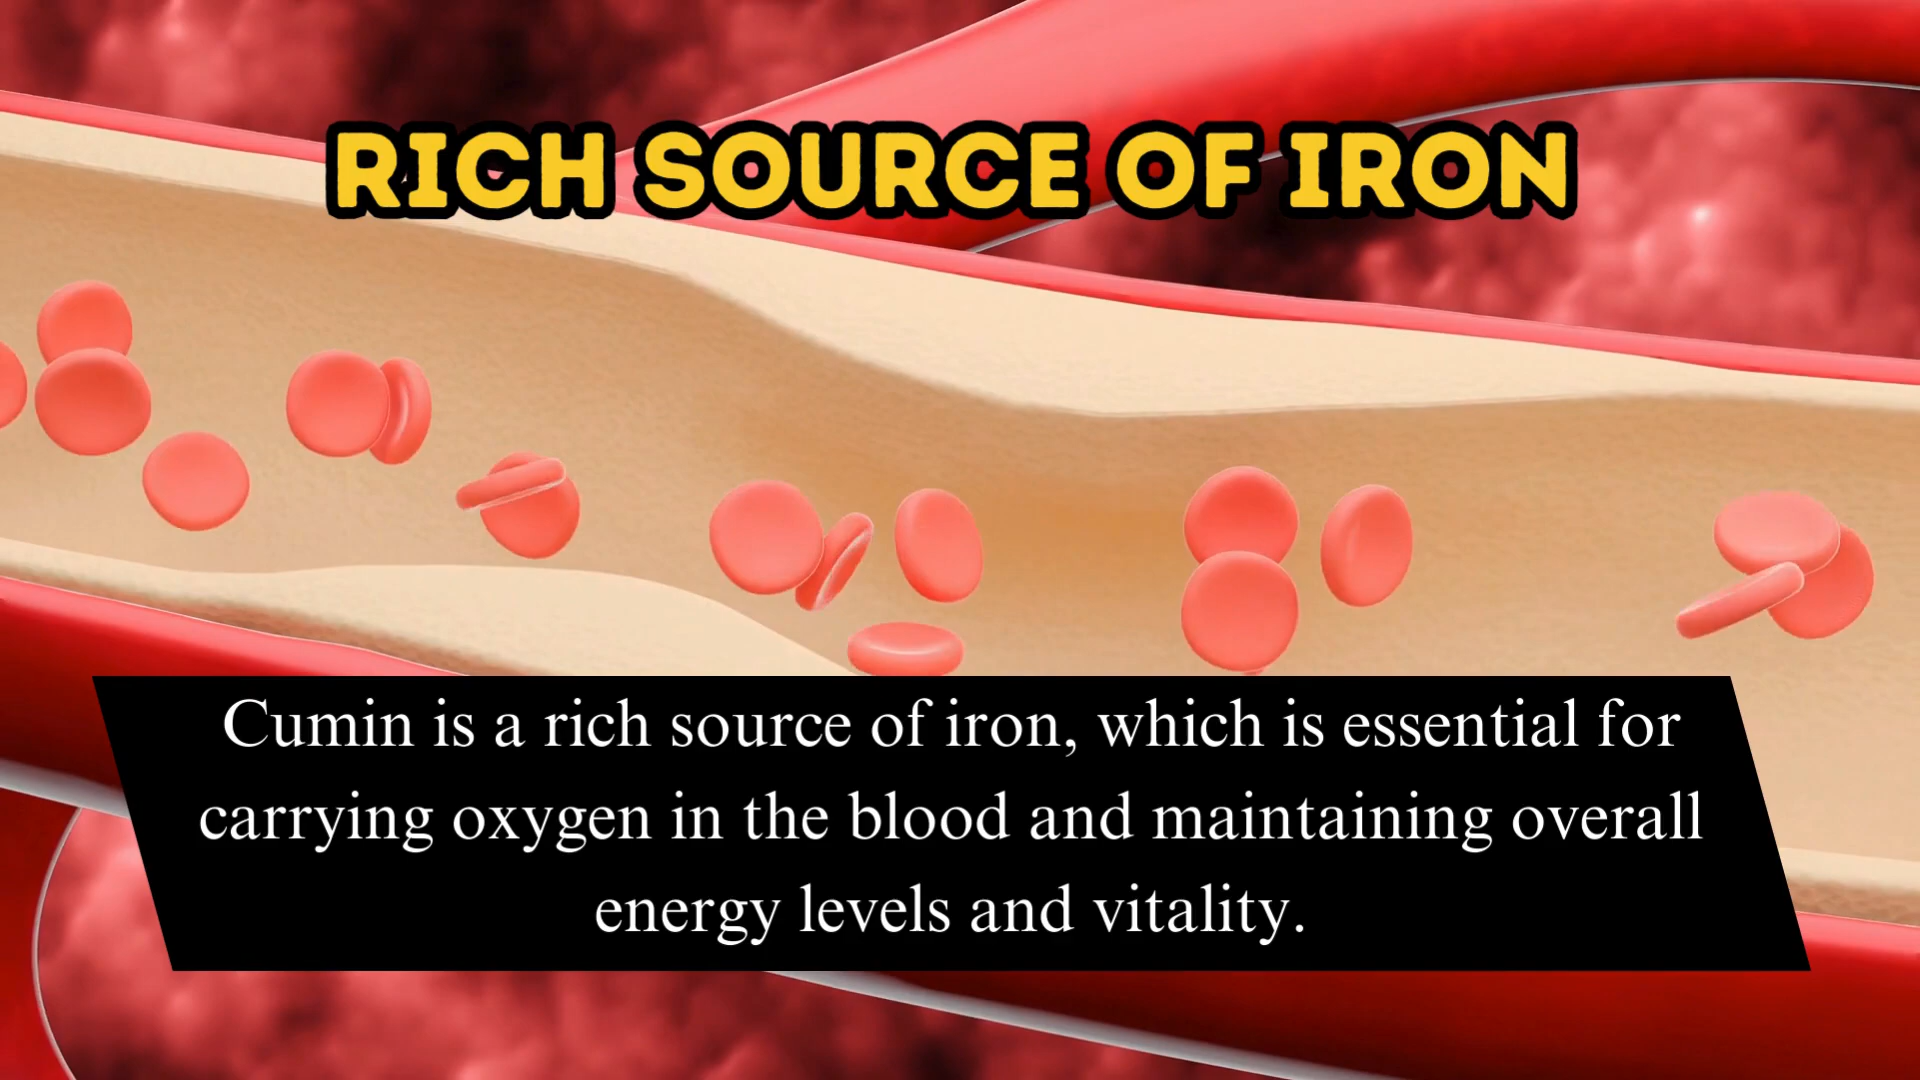 RICH SOURCE OF IRON
Cumin is a rich source of iron, which is essential for
carrying oxygen in the blood and maintaining overall
energy levels and vitality.